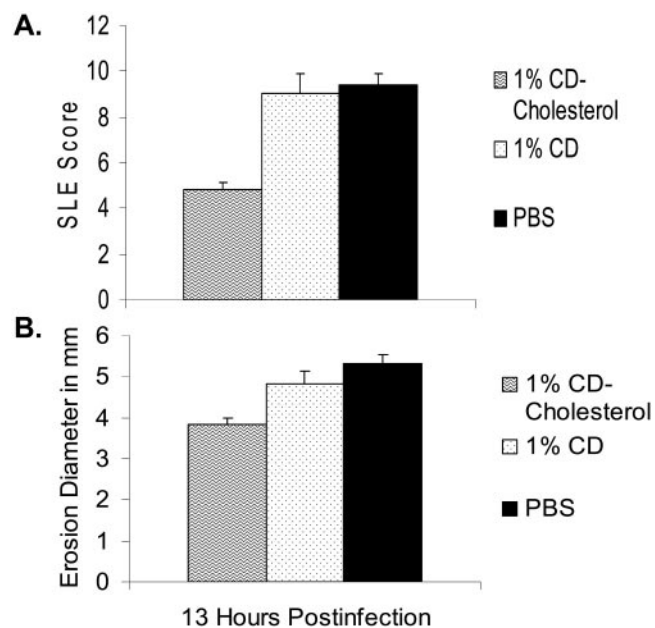 A.
SLE Score
12
10
8
6
4
2
0
1% CD-
Cholesterol
1% CD
PBS
B.
Erosion Diameter in mm
6
5
4
3
2
1
0
1% CD-
Cholesterol
1% CD
PBS
13 Hours Postinfection